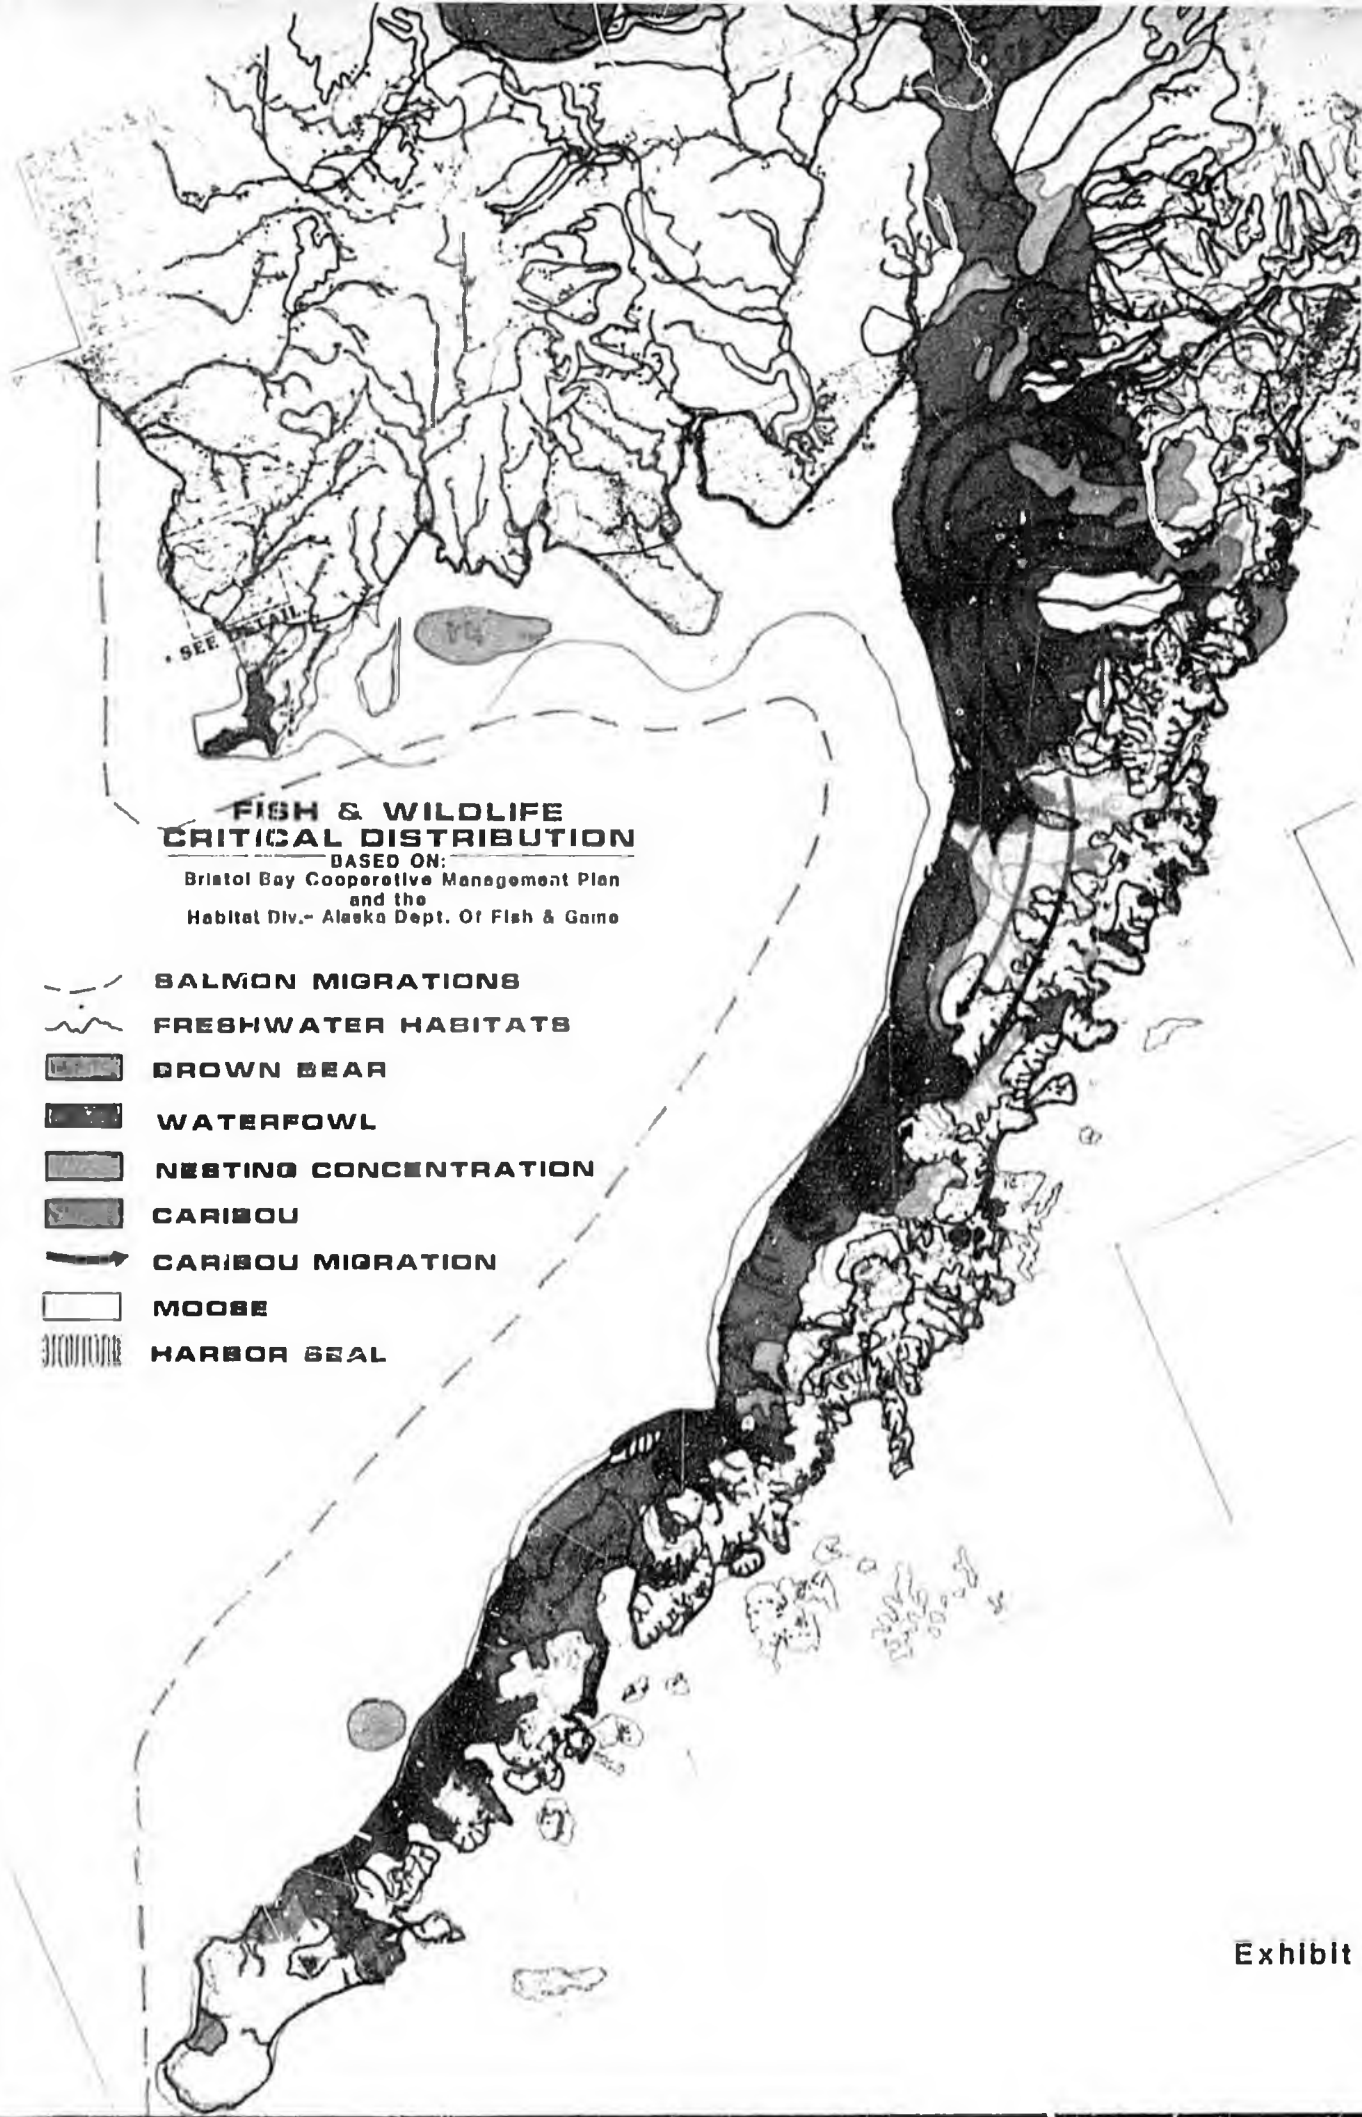 * SEE DETAIL
FISH & WILDLIFE
CRITICAL DISTRIBUTION
BASED ON:
Bristol Bay Cooperative Management Plan
and the
Habitat Div.- Alaska Dept. Of Fish & Game
SALMON MIGRATIONS
FRESHWATER HABITATS
BROWN BEAR
WATERFOWL
NESTING CONCENTRATION
CARIBOU
CARIBOU MIGRATION
MOOSE
HARBOR SEAL
Exhibit